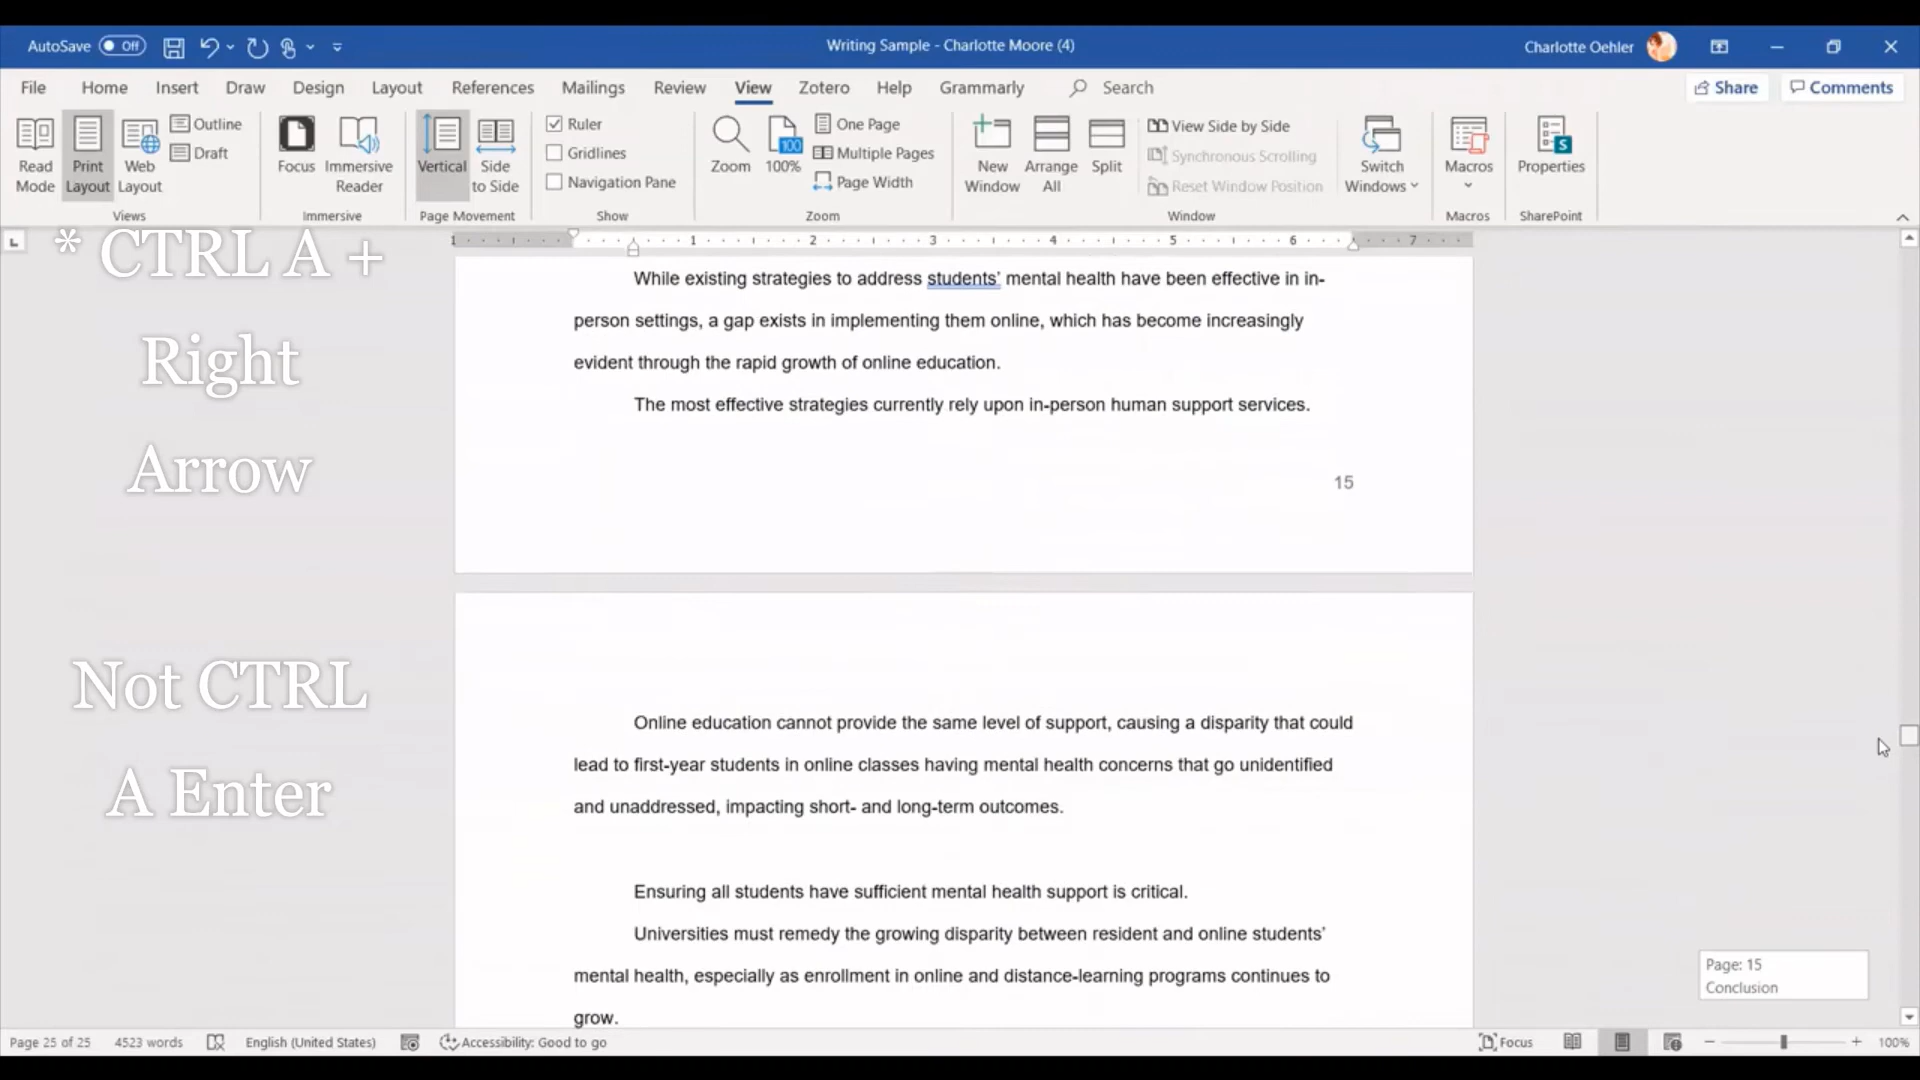 AutoSave Off Writing Sample - Charlotte Moore (4) Charlotte Oehler
File Home Insert Draw Design Layout References Mailings Review View Zotero Help Grammarly Search Share Comments
Read Mode
Print Layout
Web Layout
Outline
Draft
Views
Focus
Immersive Reader
Immersive
Vertical
Side to Side
Page Movement
Ruler
Gridlines
Navigation Pane
Show
Zoom
100
100%
One Page
Multiple Pages
Page Width
Zoom
New Window
Arrange All
Split
View Side by Side
Synchronous Scrolling
Reset Window Position
Window
Switch Windows
Macros
Macros
Properties
SharePoint
1 1 2 3 4 5 6 7
* CTRL A +
Right
Arrow
Not CTRL
A Enter
While existing strategies to address students’ mental health have been effective in in-
person settings, a gap exists in implementing them online, which has become increasingly
evident through the rapid growth of online education.
The most effective strategies currently rely upon in-person human support services.
15
Online education cannot provide the same level of support, causing a disparity that could
lead to first-year students in online classes having mental health concerns that go unidentified
and unaddressed, impacting short- and long-term outcomes.
Ensuring all students have sufficient mental health support is critical.
Universities must remedy the growing disparity between resident and online students’
mental health, especially as enrollment in online and distance-learning programs continues to
grow.
Page: 15
Conclusion
Page 25 of 25 4523 words English (United States) Accessibility: Good to go Focus 100%